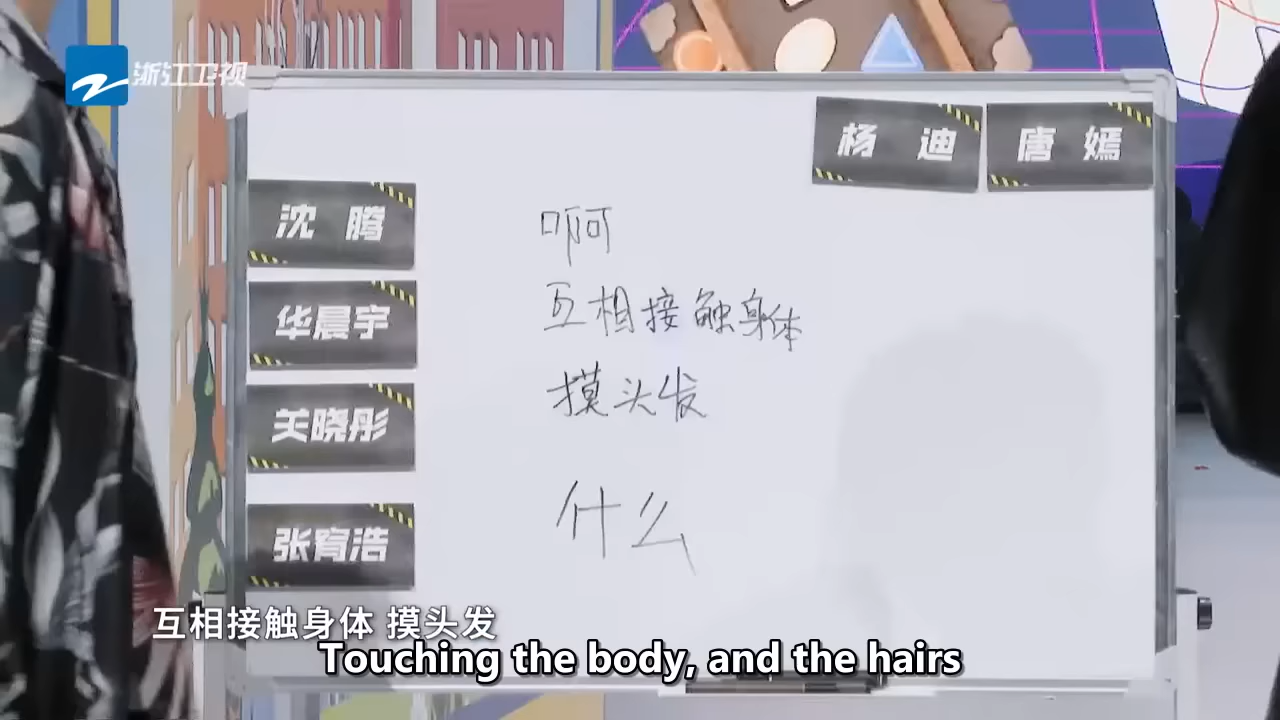 浙江卫视
杨迪 唐嫣
沈腾 啊
华晨宇 互相接触身体
关晓彤 摸头发
张宥浩 什么
互相接触身体 摸头发
Touching the body, and the hairs